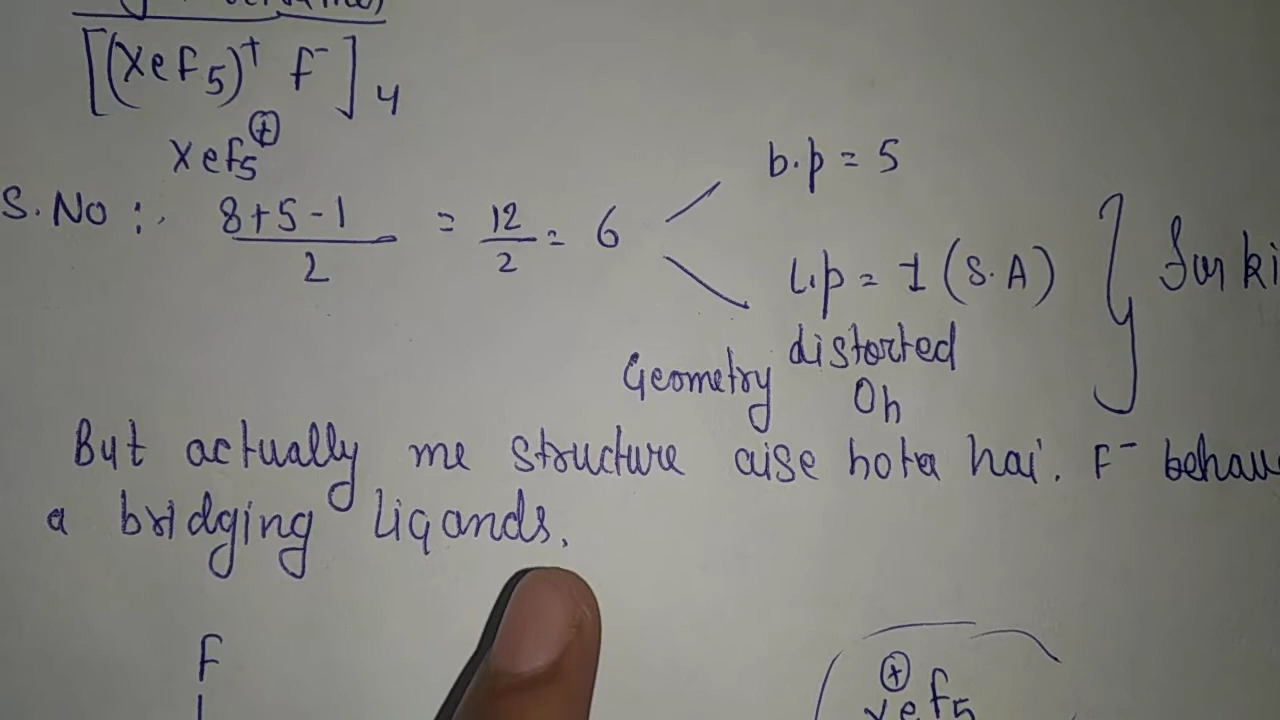 [(XeF5)+ F-]4
XeF5⊕
S.No :. 8+5-1 / 2 = 12/2 = 6
b.p = 5
L.p = 1 (S.A)
Geometry distorted
Oh
But actually me structure aise hota hai. F- behav
a bridging ligands.
F
⊕
XeF5